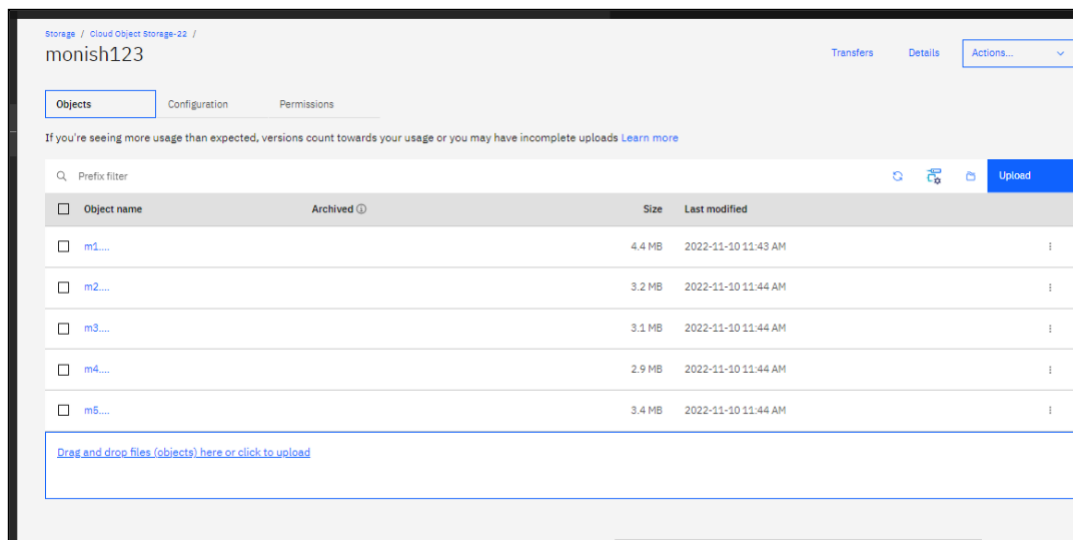 Storage / Cloud Object Storage-22 /
monish123
Transfers Details Actions...
Objects Configuration Permissions
If you're seeing more usage than expected, versions count towards your usage or you may have incomplete uploads Learn more
Prefix filter Upload
Object name Archived Size Last modified
m1.... 4.4 MB 2022-11-10 11:43 AM
m2.... 3.2 MB 2022-11-10 11:44 AM
m3.... 3.1 MB 2022-11-10 11:44 AM
m4.... 2.9 MB 2022-11-10 11:44 AM
m5.... 3.4 MB 2022-11-10 11:44 AM
Drag and drop files (objects) here or click to upload